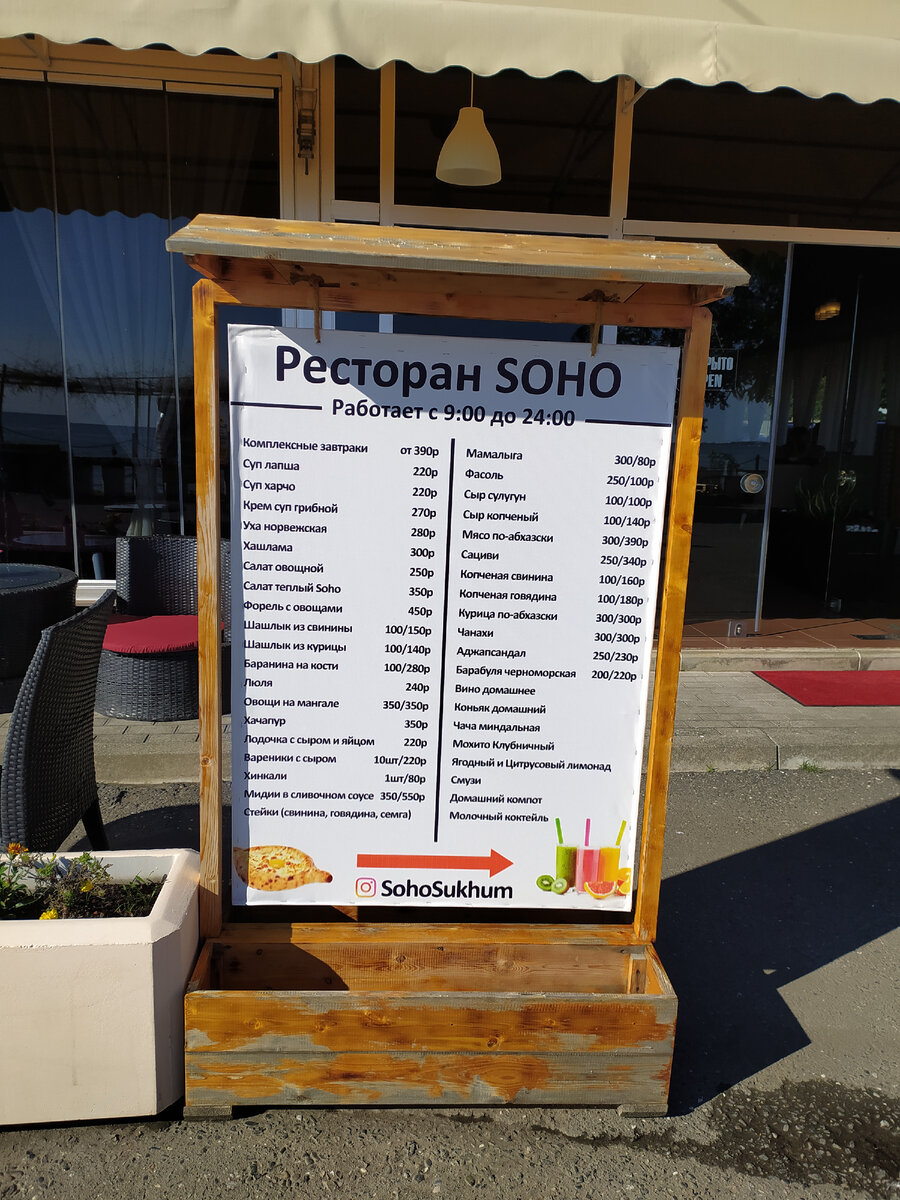 Ресторан SOHO
Работает с 9:00 до 24:00
Комплексные завтраки от 390р
Суп лапша 220р
Суп харчо 220р
Крем суп грибной 270р
Уха норвежская 280р
Хашлама 300р
Салат овощной 250р
Салат теплый Soho 350р
Форель с овощами 450р
Шашлык из свинины 100/150р
Шашлык из курицы 100/140р
Баранина на кости 100/280р
Люля 240р
Овощи на мангале 350/350р
Хачапур 350р
Лодочка с сыром и яйцом 220р
Вареники с сыром 10шт/220р
Хинкали 1шт/80р
Мидии в сливочном соусе 350/550р
Стейки (свинина, говядина, семга)
Мамалыга 300/80р
Фасоль 250/100р
Сыр сулугун 100/100р
Сыр копченый 100/140р
Мясо по-абхазски 300/390р
Сациви 250/340р
Копченая свинина 100/160р
Копченая говядина 100/180р
Курица по-абхазски 300/300р
Чанахи 300/300р
Аджапсандал 250/230р
Барабуля черноморская 200/220р
Вино домашнее
Коньяк домашний
Чача миндальная
Мохито Клубничный
Ягодный и Цитрусовый лимонад
Смузи
Домашний компот
Молочный коктейль
SohoSukhum